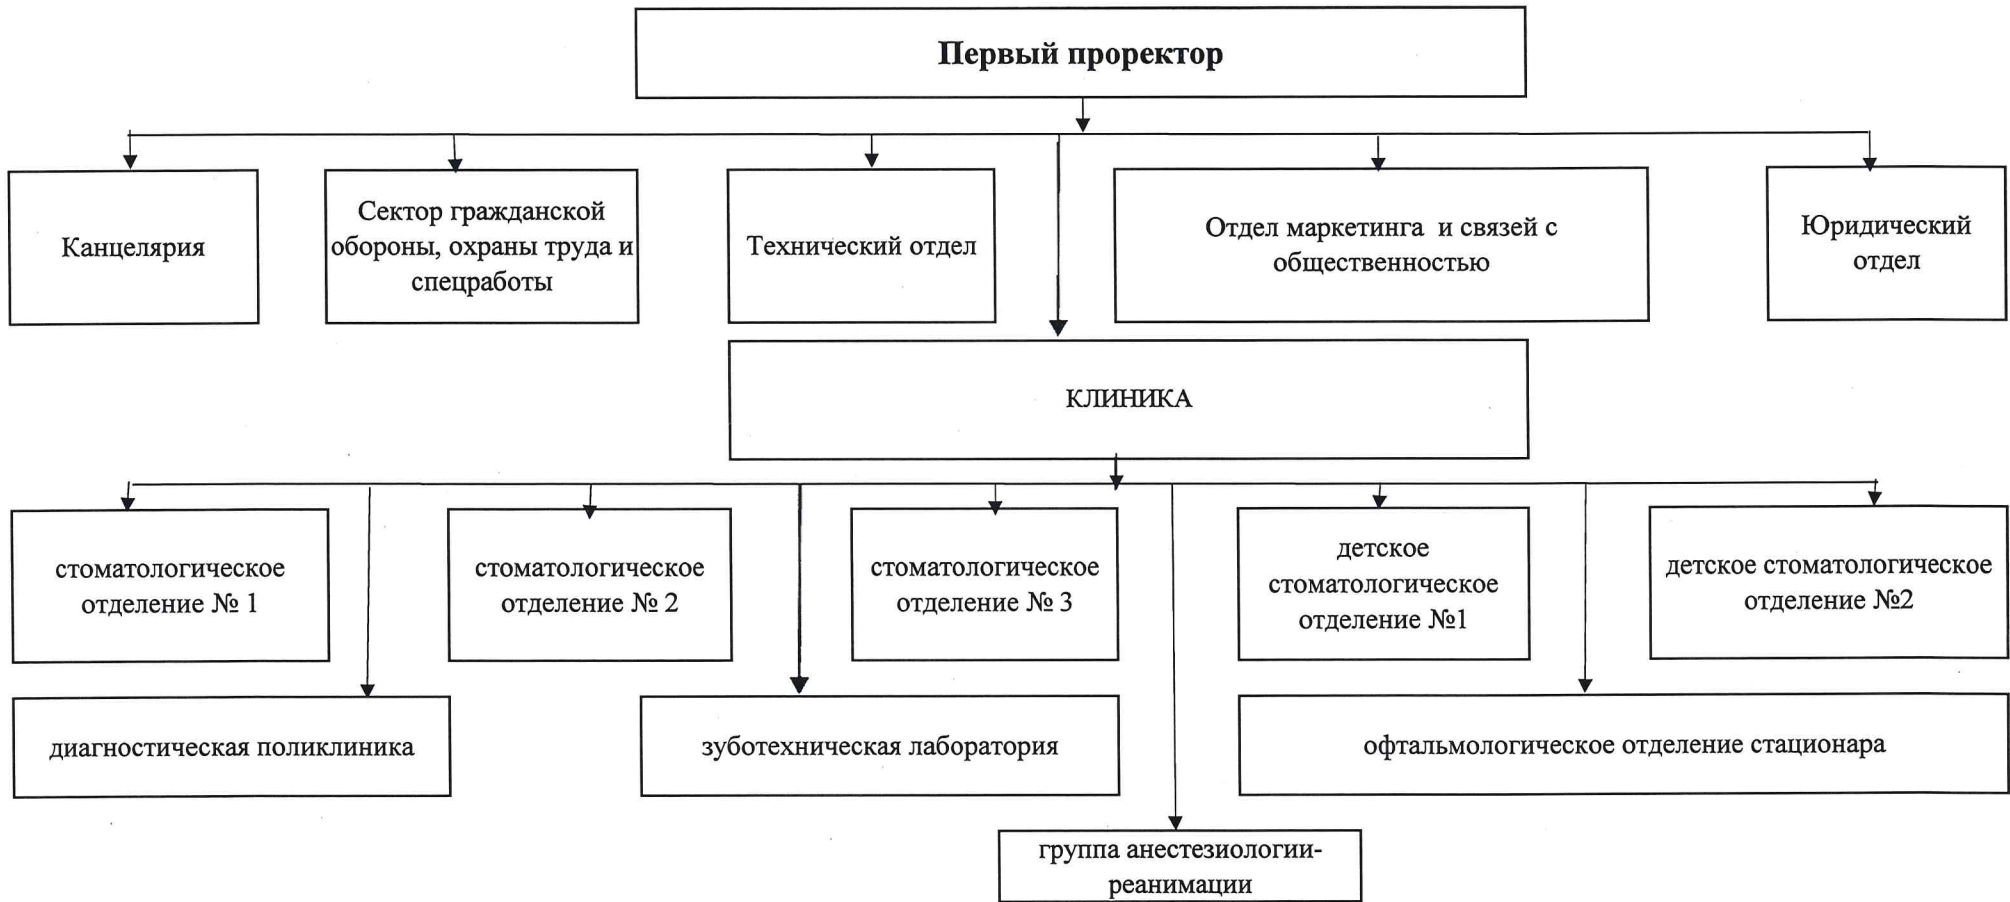 Первый проректор
Канцелярия
Сектор гражданской
обороны, охраны труда и
спецработы
Технический отдел
Отдел маркетинга и связей с
общественностью
Юридический
отдел
КЛИНИКА
стоматологическое
отделение № 1
стоматологическое
отделение № 2
стоматологическое
отделение № 3
детское
стоматологическое
отделение №1
детское стоматологическое
отделение №2
диагностическая поликлиника
зуботехническая лаборатория
офтальмологическое отделение стационара
группа анестезиологии-
реанимации